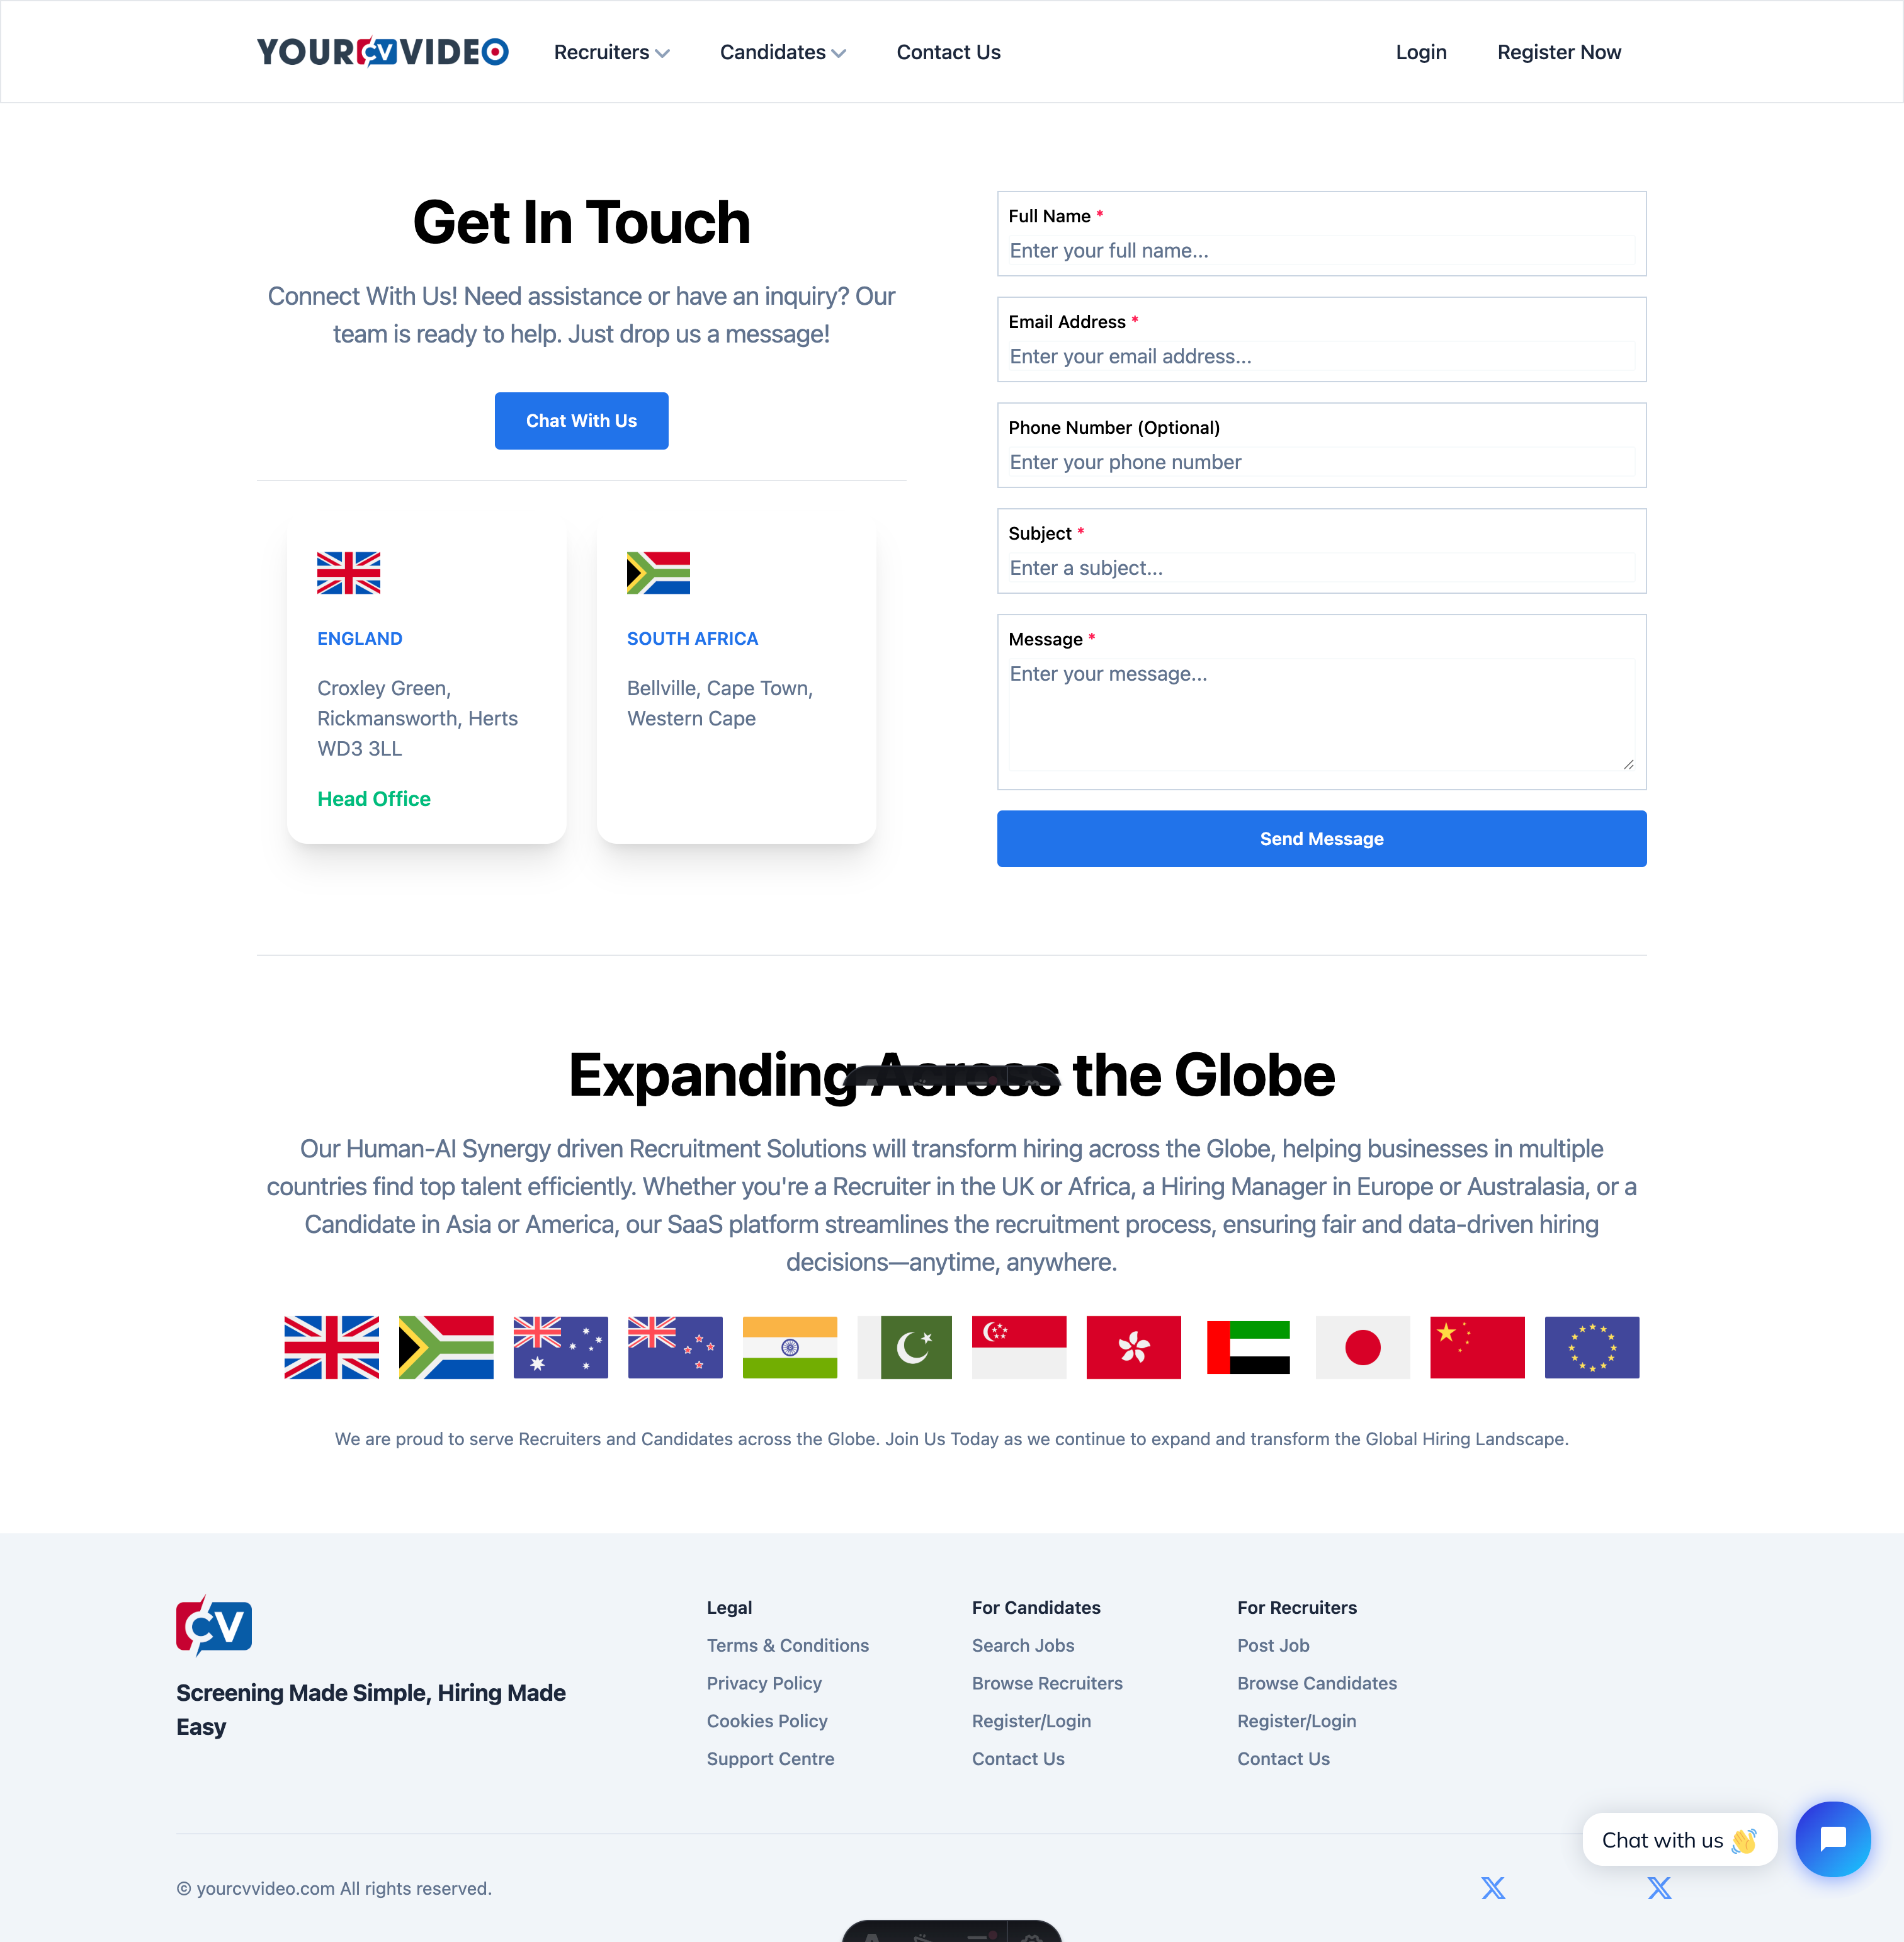 YOURCVVIDEO
Recruiters
Candidates
Contact Us
Login
Register Now
Get In Touch
Connect With Us! Need assistance or have an inquiry? Our
team is ready to help. Just drop us a message!
Chat With Us
ENGLAND
Croxley Green,
Rickmansworth, Herts
WD3 3LL
Head Office
SOUTH AFRICA
Bellville, Cape Town,
Western Cape
Full Name *
Enter your full name...
Email Address *
Enter your email address...
Phone Number (Optional)
Enter your phone number
Subject *
Enter a subject...
Message *
Enter your message...
Send Message
Expanding Across the Globe
Our Human-AI Synergy driven Recruitment Solutions will transform hiring across the Globe, helping businesses in multiple
countries find top talent efficiently. Whether you're a Recruiter in the UK or Africa, a Hiring Manager in Europe or Australasia, or a
Candidate in Asia or America, our SaaS platform streamlines the recruitment process, ensuring fair and data-driven hiring
decisions—anytime, anywhere.
We are proud to serve Recruiters and Candidates across the Globe. Join Us Today as we continue to expand and transform the Global Hiring Landscape.
CV
Screening Made Simple, Hiring Made
Easy
Legal
Terms & Conditions
Privacy Policy
Cookies Policy
Support Centre
For Candidates
Search Jobs
Browse Recruiters
Register/Login
Contact Us
For Recruiters
Post Job
Browse Candidates
Register/Login
Contact Us
Chat with us 👋
© yourcvvideo.com All rights reserved.